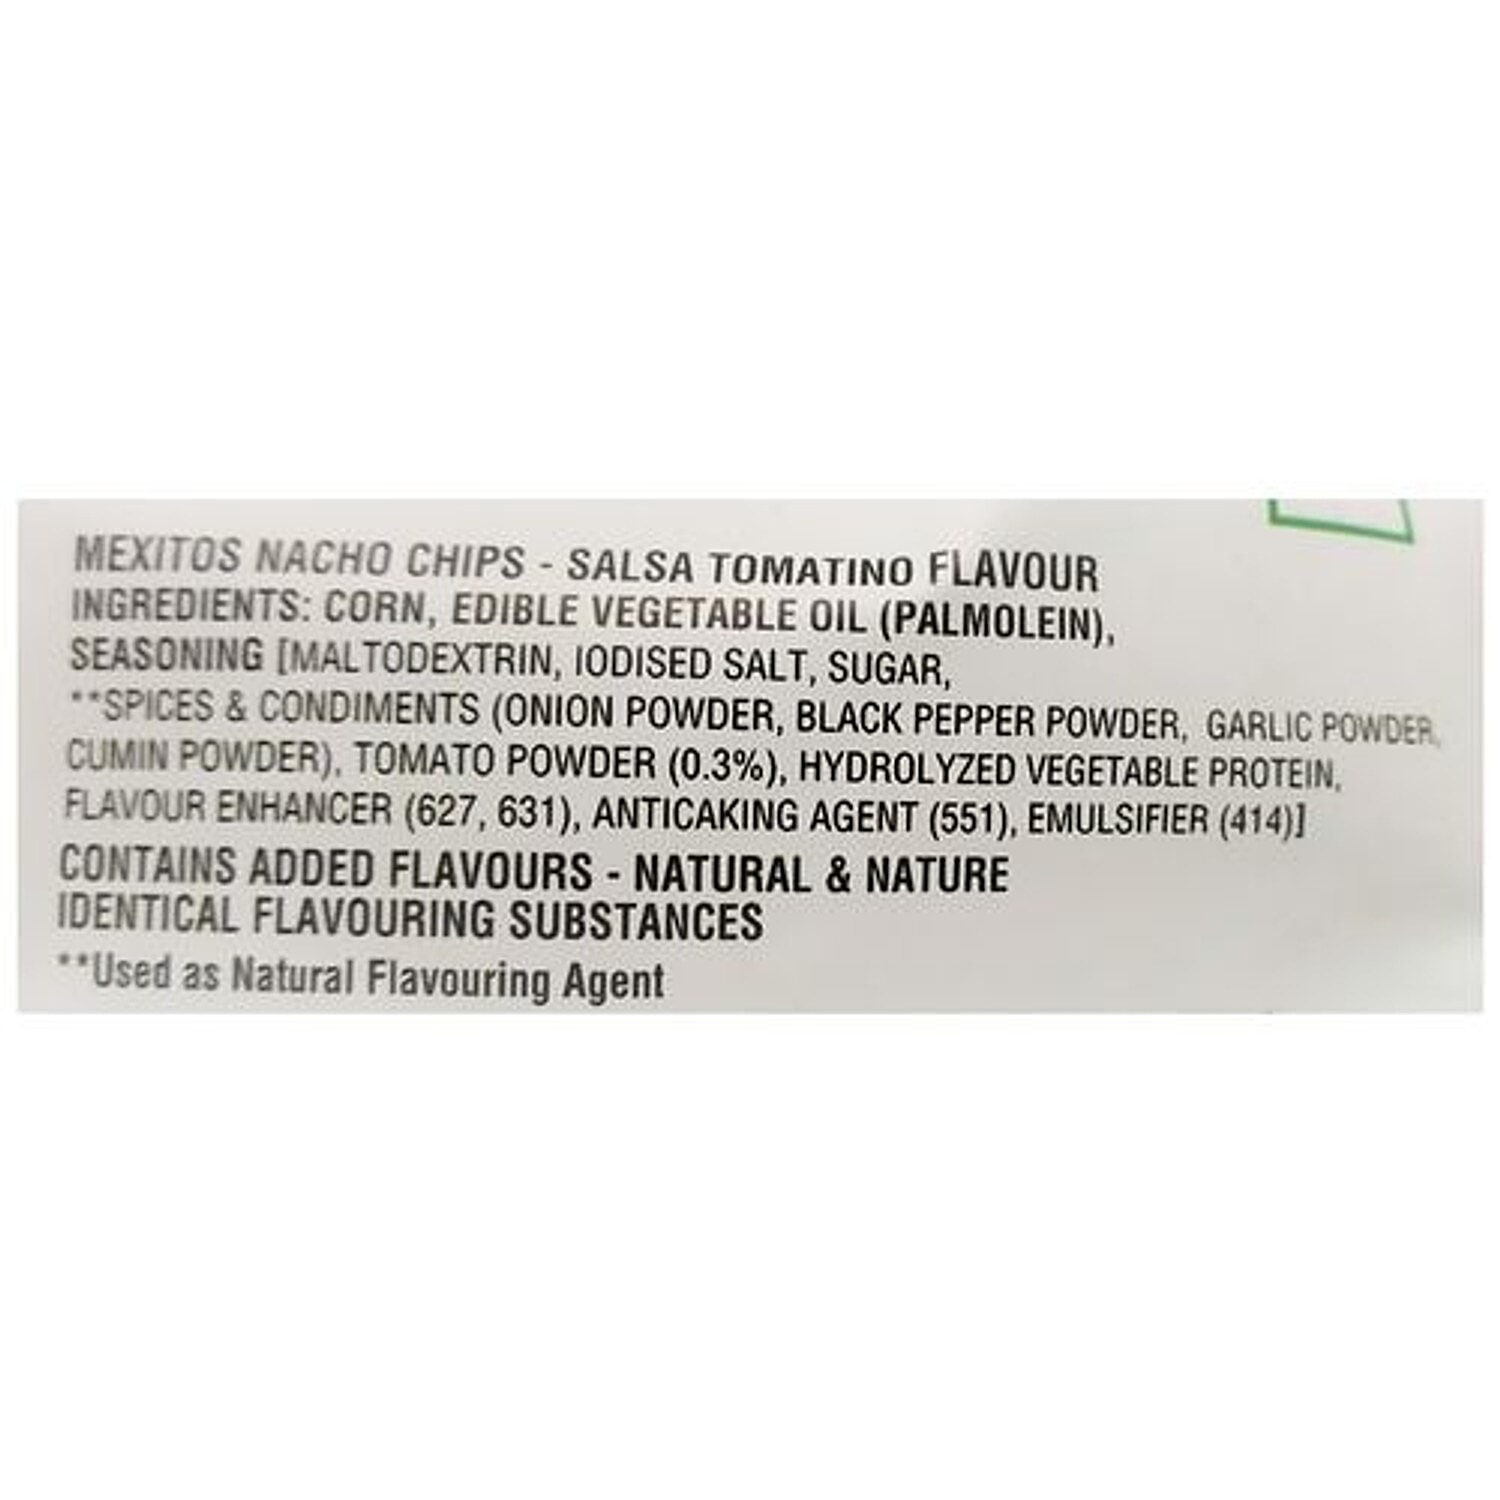 MEXITOS NACHO CHIPS - SALSA TOMATINO FLAVOUR
INGREDIENTS: CORN, EDIBLE VEGETABLE OIL (PALMOLEIN),
SEASONING [MALTODEXTRIN, IODISED SALT, SUGAR,
**SPICES & CONDIMENTS (ONION POWDER, BLACK PEPPER POWDER, GARLIC POWDER,
CUMIN POWDER), TOMATO POWDER (0.3%), HYDROLYZED VEGETABLE PROTEIN,
FLAVOUR ENHANCER (627, 631), ANTICAKING AGENT (551), EMULSIFIER (414)]
CONTAINS ADDED FLAVOURS - NATURAL & NATURE
IDENTICAL FLAVOURING SUBSTANCES
**Used as Natural Flavouring Agent